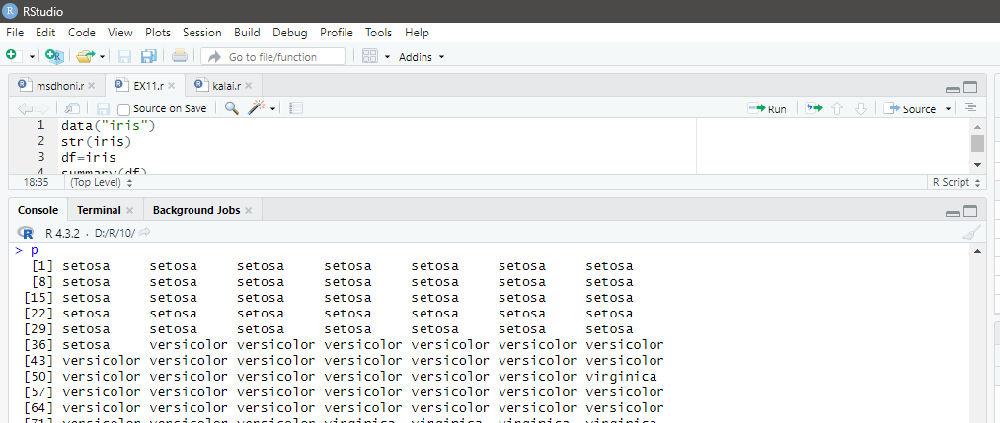 RStudio
File Edit Code View Plots Session Build Debug Profile Tools Help
Go to file/function Addins
msdhoni.r EX11.r kalai.r
Source on Save Run Source
1 data("iris")
2 str(iris)
3 df=iris
4 summary(df)
18:35 (Top Level) R Script
Console Terminal Background Jobs
R 4.3.2 · D:/R/10/
> p
[1] setosa setosa setosa setosa setosa setosa setosa
[8] setosa setosa setosa setosa setosa setosa setosa
[15] setosa setosa setosa setosa setosa setosa setosa
[22] setosa setosa setosa setosa setosa setosa setosa
[29] setosa setosa setosa setosa setosa setosa setosa
[36] setosa versicolor versicolor versicolor versicolor versicolor versicolor
[43] versicolor versicolor versicolor versicolor versicolor versicolor versicolor
[50] versicolor versicolor versicolor versicolor versicolor versicolor virginica
[57] versicolor versicolor versicolor versicolor versicolor versicolor versicolor
[64] versicolor versicolor versicolor versicolor versicolor versicolor versicolor
[71] versicolor versicolor versicolor virginica virginica virginica virginica